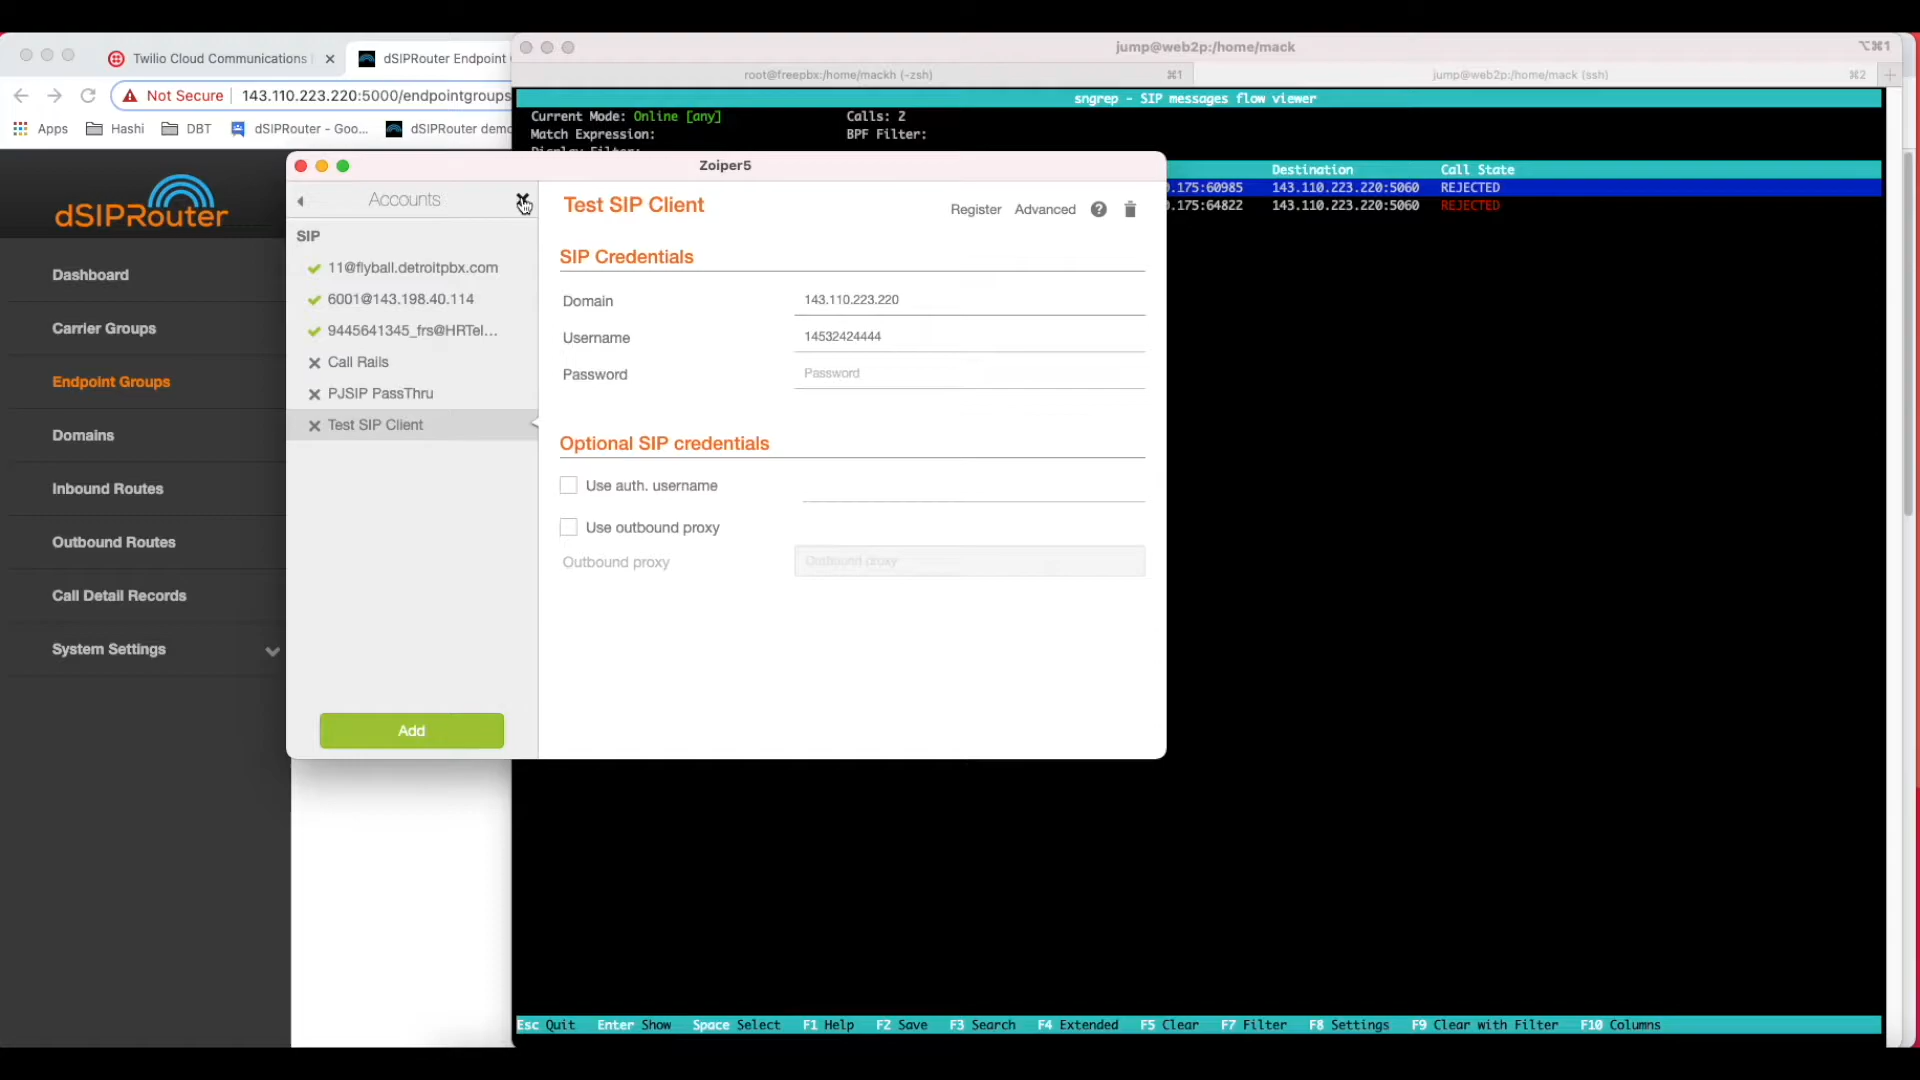 jump@web2p:/home/mack
⌥⌘1
Twilio Cloud Communications
dSIPRouter Endpoint
root@freepbx:/home/mackh (-zsh)
⌘1
jump@web2p:/home/mack (ssh)
⌘2
Not Secure
143.110.223.220:5000/endpointgroups
sngrep - SIP messages flow viewer
Current Mode: Online [any]
Calls: 2
Apps
Hashi
DBT
dSIPRouter - Goo...
dSIPRouter demo
Match Expression:
BPF Filter:
Display Filter:
Zoiper5
Destination
Call State
.175:60985
143.110.223.220:5060
REJECTED
.175:64822
143.110.223.220:5060
REJECTED
dSIPRouter
Dashboard
Carrier Groups
Endpoint Groups
Domains
Inbound Routes
Outbound Routes
Call Detail Records
System Settings
Accounts
SIP
11@flyball.detroitpbx.com
6001@143.198.40.114
9445641345_frs@HRTel...
Call Rails
PJSIP PassThru
Test SIP Client
Add
Test SIP Client
Register
Advanced
?
SIP Credentials
Domain
143.110.223.220
Username
14532424444
Password
Password
Optional SIP credentials
Use auth. username
Use outbound proxy
Outbound proxy
Outbound proxy
Esc Quit Enter Show Space Select F1 Help F2 Save F3 Search F4 Extended F5 Clear F7 Filter F8 Settings F9 Clear with Filter F10 Columns